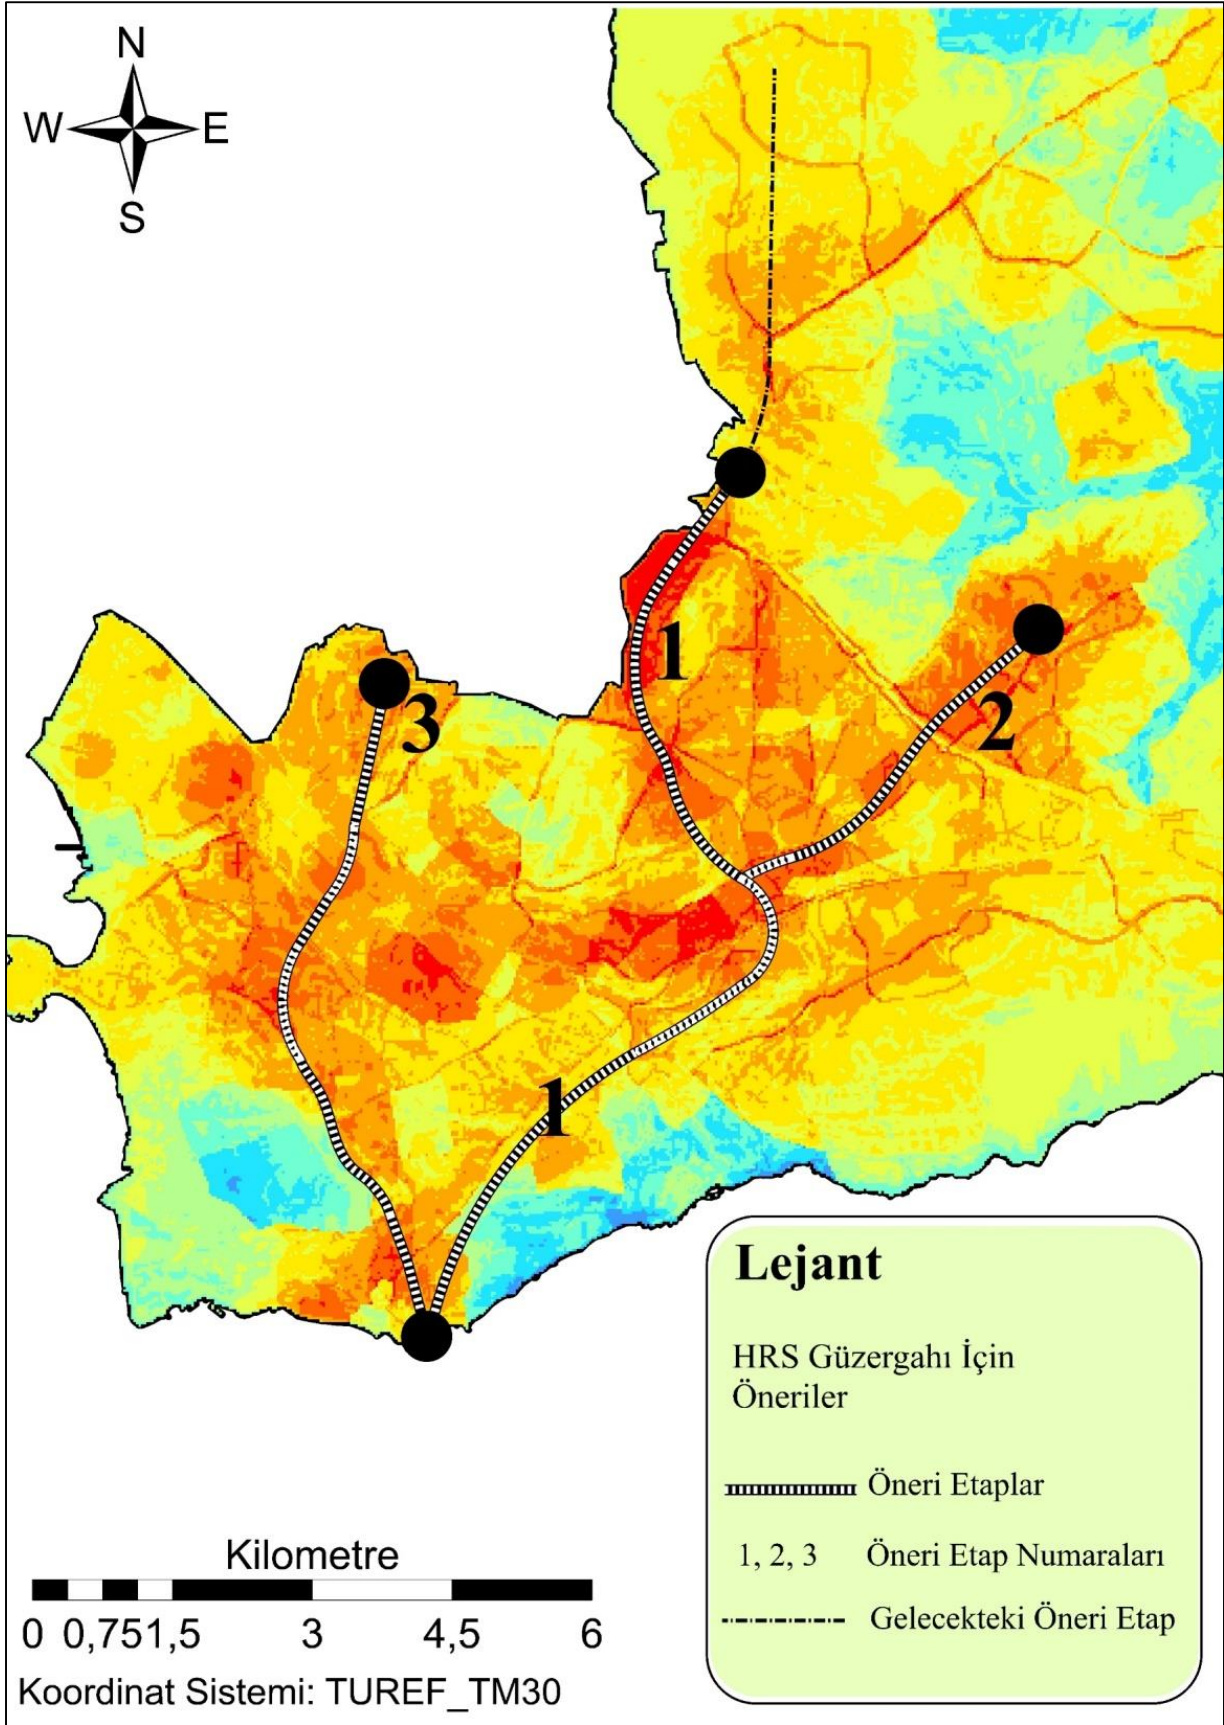 N
W E
S
1
2
3
1
Lejant
HRS Güzergahı İçin
Öneriler
Öneri Etaplar
1, 2, 3 Öneri Etap Numaraları
Gelecekteki Öneri Etap
Kilometre
0 0,751,5 3 4,5 6
Koordinat Sistemi: TUREF_TM30